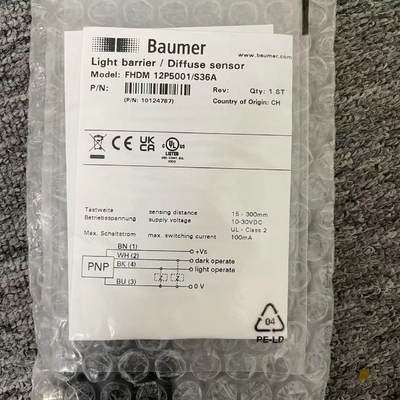 Baumer
www.baumer.com
Light barrier / Diffuse sensor
Model: FHDM 12P5001/S36A
P/N:
Rev: Qty: 1 ST
(P/N: 10124787) Country of Origin: CH
CE UK CA c UL US
LISTED
Tastweite sensing distance 15 - 300mm
Betriebsspannung supply voltage 10-30VDC
UL - Class 2
Max. Schaltstrom max. switching current 100mA
BN (1) +Vs
WH (2) dark operate
PNP BK (4) light operate
Z Z
BU (3) 0 V
04
PE-LD